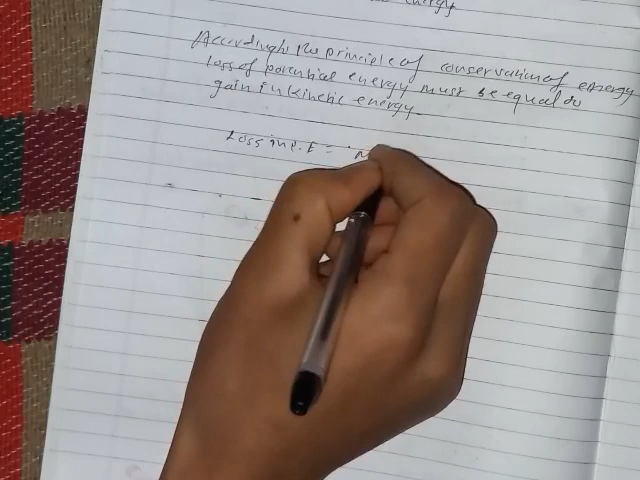 energy
According the principle of conservation of energy
loss of potential energy must be equal to
gain in kinetic energy.
Loss in P.E =